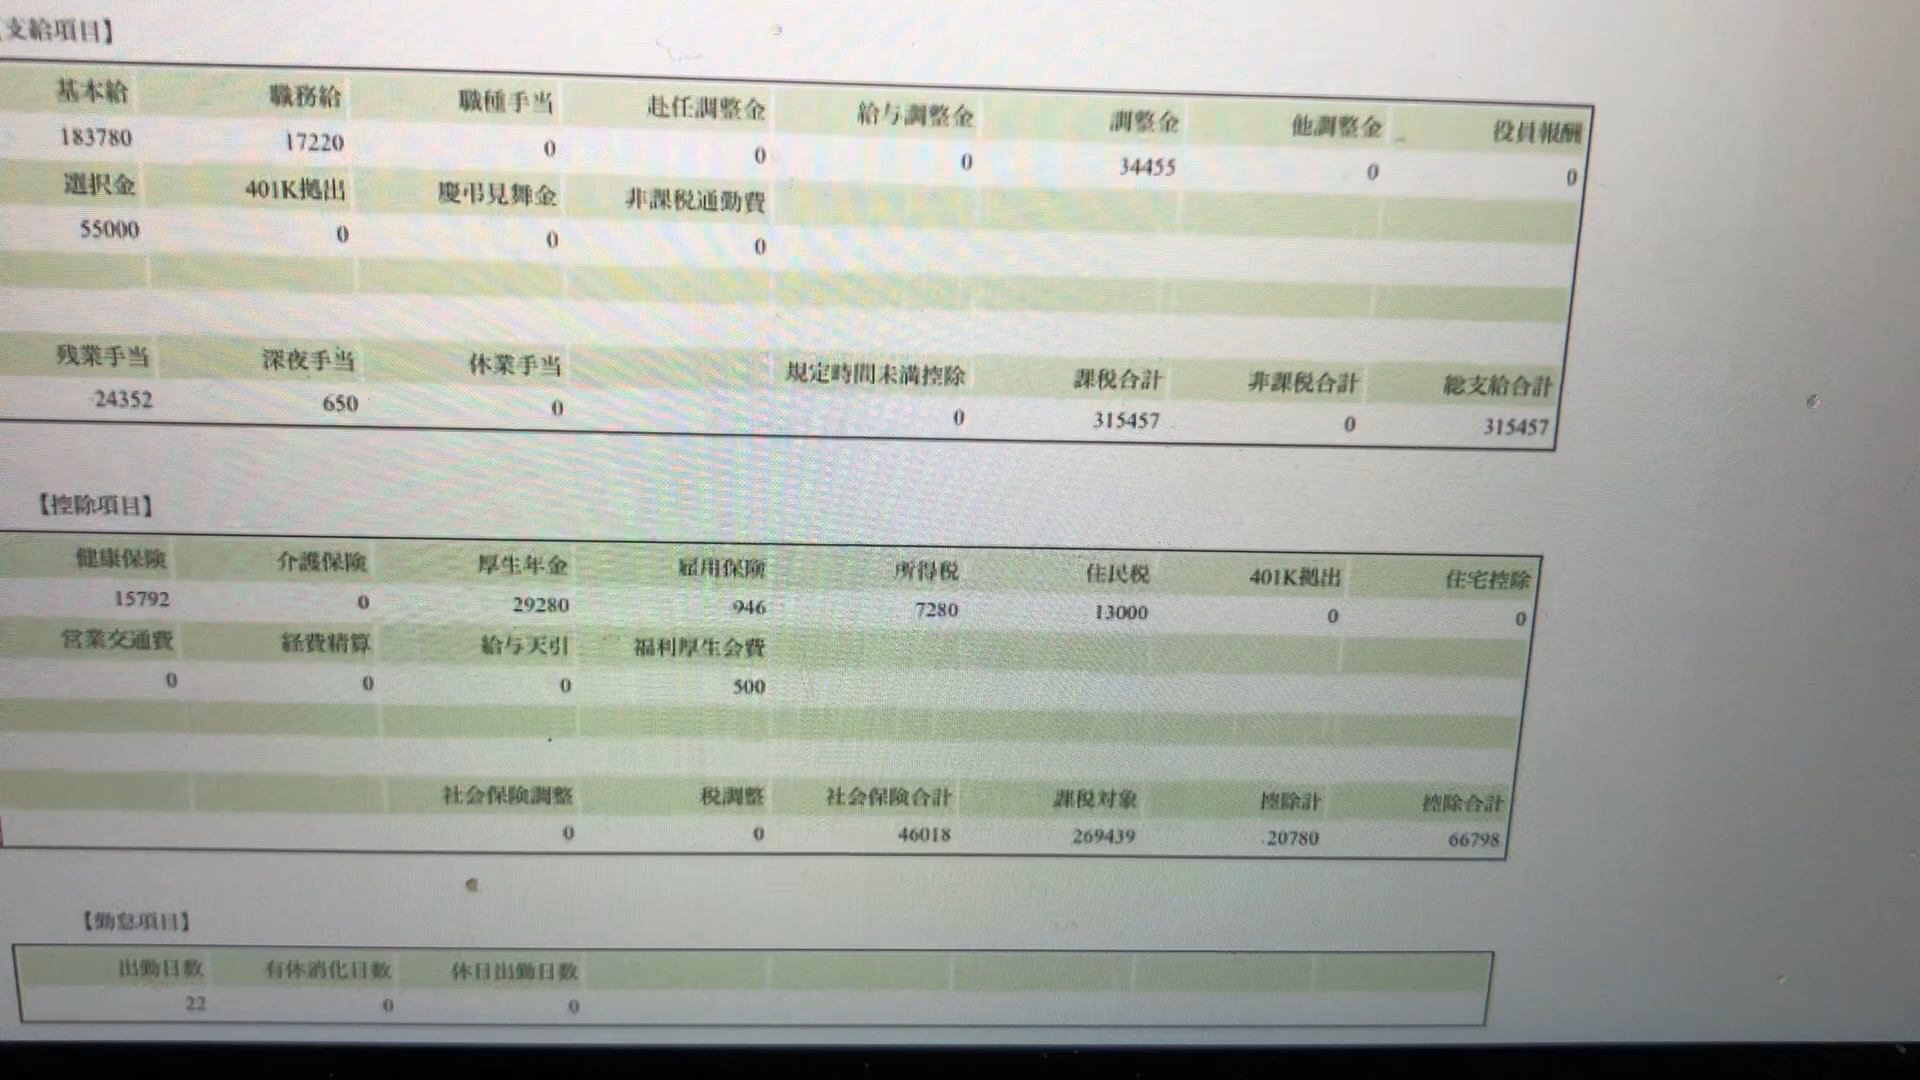 【支給項目】
基本給 職務給 職種手当 赴任調整金 給与調整金 調整金 他調整金 役員報酬
183780 17220 0 0 0 34455 0 0
選択金 401K拠出 慶弔見舞金 非課税通勤費
55000 0 0 0
残業手当 深夜手当 休業手当 規定時間未満控除 課税合計 非課税合計 総支給合計
24352 650 0 0 315457 0 315457
【控除項目】
健康保険 介護保険 厚生年金 雇用保険 所得税 住民税 401K拠出 住宅控除
15792 0 29280 946 7280 13000 0 0
営業交通費 経費精算 給与天引 福利厚生会費
0 0 0 500
社会保険調整 税調整 社会保険合計 課税対象 控除計 控除合計
0 0 46018 269439 20780 66798
【勤怠項目】
出勤日数 有休消化日数 休日出勤日数
22 0 0